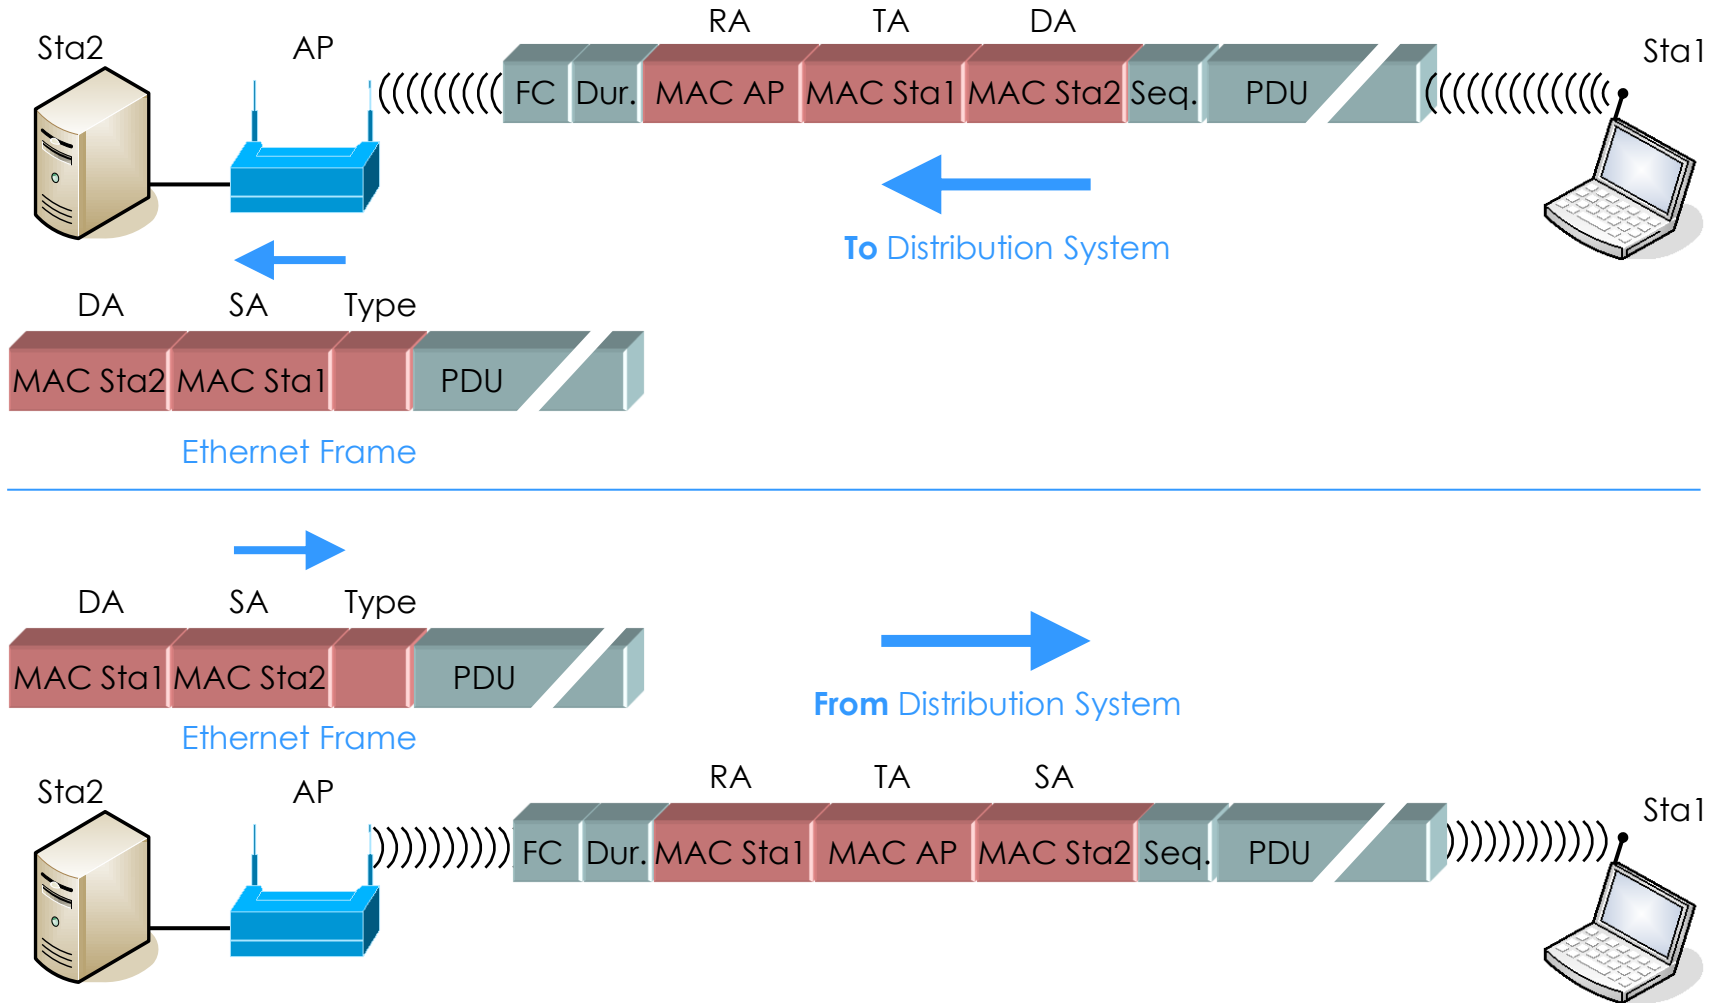 RA TA DA
Sta2 AP Sta1
FC Dur. MAC AP MAC Sta1 MAC Sta2 Seq. PDU
To Distribution System
DA SA Type
MAC Sta2 MAC Sta1 PDU
Ethernet Frame
DA SA Type
MAC Sta1 MAC Sta2 PDU
From Distribution System
Ethernet Frame
RA TA SA
Sta2 AP Sta1
FC Dur. MAC Sta1 MAC AP MAC Sta2 Seq. PDU